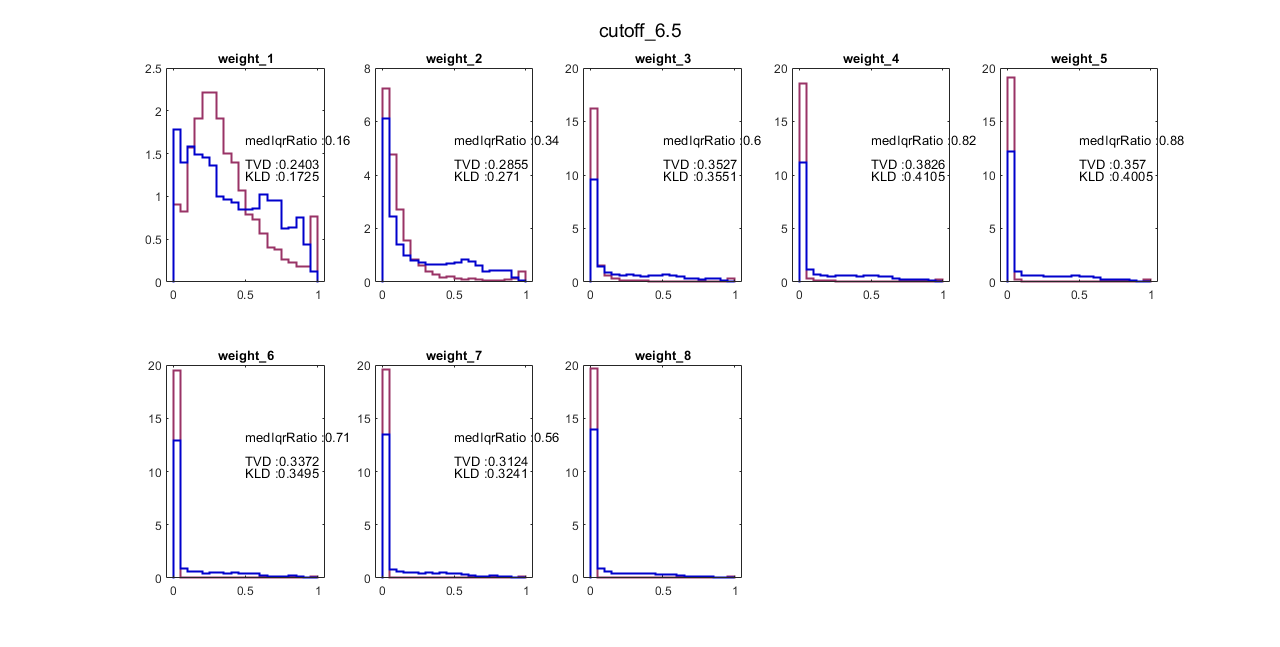 cutoff_6.5
weight_1
2.5
2
1.5
1
0.5
0
0
0.5
1
medIqrRatio :0.16
TVD :0.2403
KLD :0.1725
weight_2
8
6
4
2
0
0
0.5
1
medIqrRatio :0.34
TVD :0.2855
KLD :0.271
weight_3
20
15
10
5
0
0
0.5
1
medIqrRatio :0.6
TVD :0.3527
KLD :0.3551
weight_4
20
15
10
5
0
0
0.5
1
medIqrRatio :0.82
TVD :0.3826
KLD :0.4105
weight_5
20
15
10
5
0
0
0.5
1
medIqrRatio :0.88
TVD :0.357
KLD :0.4005
weight_6
20
15
10
5
0
0
0.5
1
medIqrRatio :0.71
TVD :0.3372
KLD :0.3495
weight_7
20
15
10
5
0
0
0.5
1
medIqrRatio :0.56
TVD :0.3124
KLD :0.3241
weight_8
20
15
10
5
0
0
0.5
1